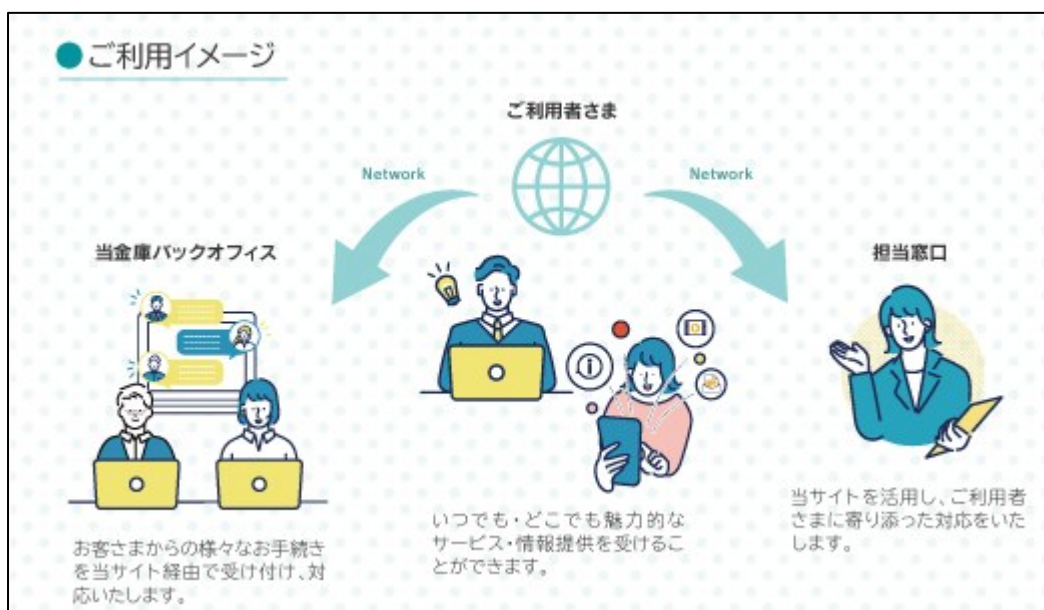 ●ご利用イメージ
ご利用者さま
Network
Network
当金庫バックオフィス
お客さまからの様々なお手続き
を当サイト経由で受け付け、対
応いたします。
いつでも・どこでも魅力的な
サービス・情報提供を受けるこ
とができます。
担当窓口
当サイトを活用し、ご利用者
さまに寄り添った対応をいた
します。